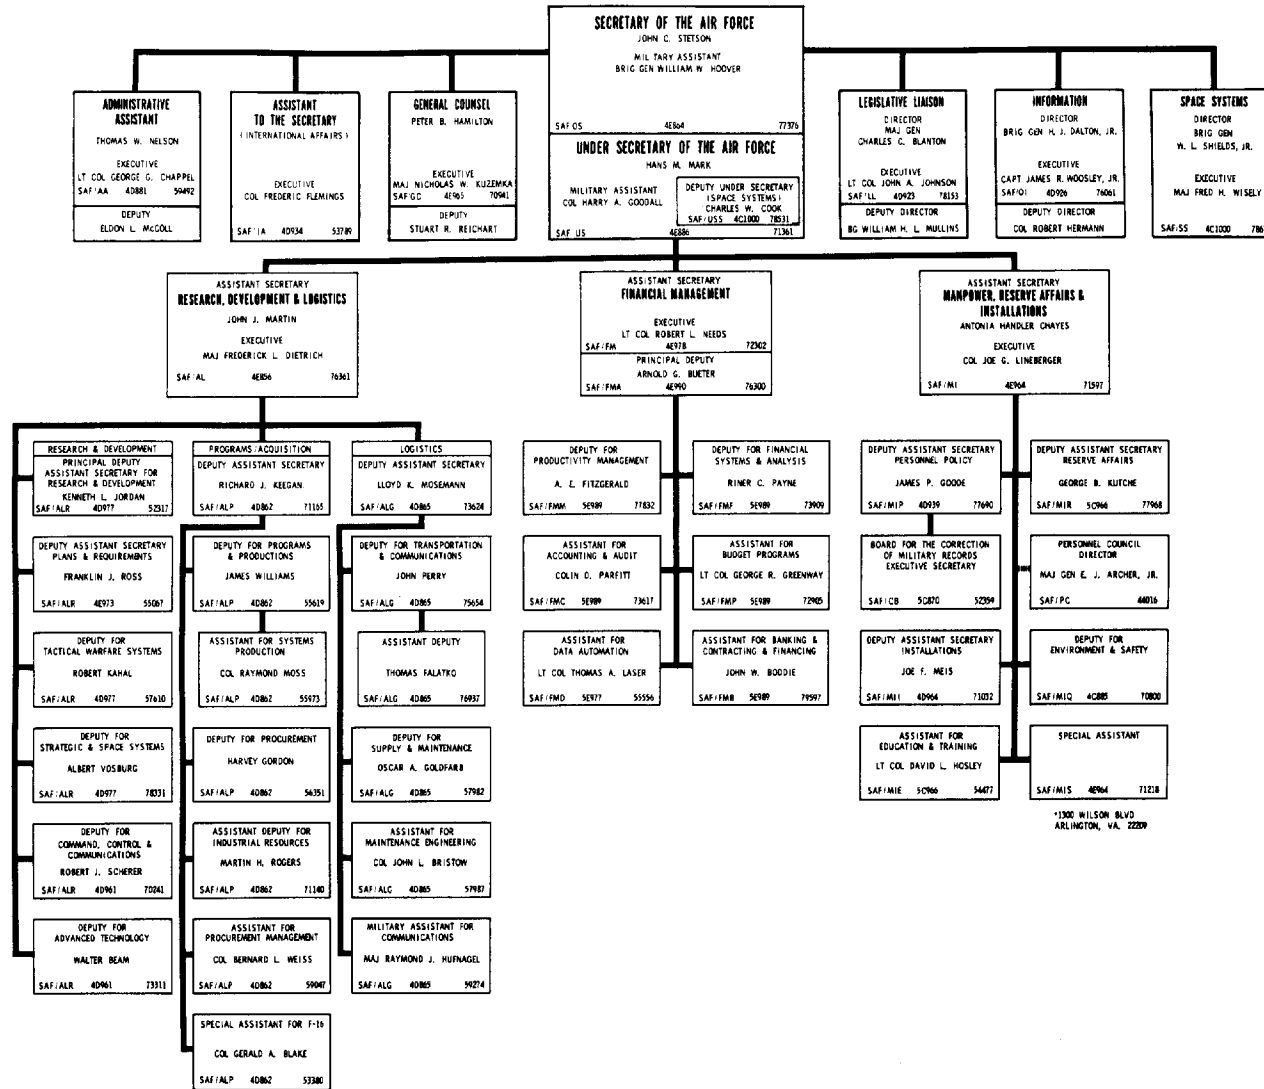 SECRETARY OF THE AIR FORCE
JOHN C. STETSON
MILITARY ASSISTANT
BRIG GEN WILLIAM W. HOOVER
SAF OS 4E864 77376
UNDER SECRETARY OF THE AIR FORCE
HANS M. MARK
MILITARY ASSISTANT
COL HARRY A. GOODALL
DEPUTY UNDER SECRETARY
(SPACE SYSTEMS)
CHARLES W. COOK
SAF/USS 4C1000 78531
SAF US 4E886 71361
ADMINISTRATIVE
ASSISTANT
THOMAS W. NELSON
EXECUTIVE
LT COL GEORGE G. CHAPPEL
SAF/AA 4D881 59492
DEPUTY
ELDON L. McGOLL
ASSISTANT
TO THE SECRETARY
(INTERNATIONAL AFFAIRS)
EXECUTIVE
COL FREDERIC FLEMINGS
SAF/IA 4D934 53789
GENERAL COUNSEL
PETER B. HAMILTON
EXECUTIVE
MAJ NICHOLAS W. KUZEMKA
SAF/GC 4E965 70941
DEPUTY
STUART R. REICHART
LEGISLATIVE LIAISON
DIRECTOR
MAJ GEN
CHARLES C. BLANTON
EXECUTIVE
LT COL JOHN A. JOHNSON
SAF/LL 4D923 78153
DEPUTY DIRECTOR
BG WILLIAM H. L. MULLINS
INFORMATION
DIRECTOR
BRIG GEN H. J. DALTON, JR.
EXECUTIVE
CAPT JAMES R. WOOSLEY, JR.
SAF/OI 4D926 76061
DEPUTY DIRECTOR
COL ROBERT HERMANN
SPACE SYSTEMS
DIRECTOR
BRIG GEN
W. L. SHIELDS, JR.
EXECUTIVE
MAJ FRED H. WISELY
SAF/SS 4C1000
ASSISTANT SECRETARY
RESEARCH, DEVELOPMENT & LOGISTICS
JOHN J. MARTIN
EXECUTIVE
MAJ FREDERICK L. DIETRICH
SAF/AL 4E856 76361
ASSISTANT SECRETARY
FINANCIAL MANAGEMENT
EXECUTIVE
LT COL ROBERT L. NEEDS
SAF/FM 4E978 72302
PRINCIPAL DEPUTY
ARNOLD G. BUETER
SAF/FMA 4E990 76300
ASSISTANT SECRETARY
MANPOWER, RESERVE AFFAIRS &
INSTALLATIONS
ANTONIA HANDLER CHAYES
EXECUTIVE
COL JOE G. LINEBERGER
SAF/MI 4E964 71597
RESEARCH & DEVELOPMENT
PRINCIPAL DEPUTY
ASSISTANT SECRETARY FOR
RESEARCH & DEVELOPMENT
KENNETH L. JORDAN
SAF/ALR 4D977 52317
DEPUTY ASSISTANT SECRETARY
PLANS & REQUIREMENTS
FRANKLIN J. ROSS
SAF/ALR 4E973 55067
DEPUTY FOR
TACTICAL WARFARE SYSTEMS
ROBERT KAHAL
SAF/ALR 4D977 57610
DEPUTY FOR
STRATEGIC & SPACE SYSTEMS
ALBERT VOSBURG
SAF/ALR 4D977 78331
DEPUTY FOR
COMMAND, CONTROL &
COMMUNICATIONS
ROBERT J. SCHERER
SAF/ALR 4D961 70241
DEPUTY FOR
ADVANCED TECHNOLOGY
WALTER BEAM
SAF/ALR 4D961 73311
PROGRAMS/ACQUISITION
DEPUTY ASSISTANT SECRETARY
RICHARD J. KEEGAN
SAF/ALP 4D862 71165
DEPUTY FOR PROGRAMS
& PRODUCTIONS
JAMES WILLIAMS
SAF/ALP 4D862 55619
ASSISTANT FOR SYSTEMS
PRODUCTION
COL RAYMOND MOSS
SAF/ALP 4D862 55973
DEPUTY FOR PROCUREMENT
HARVEY GORDON
SAF/ALP 4D862 56351
ASSISTANT DEPUTY FOR
INDUSTRIAL RESOURCES
MARTIN H. ROGERS
SAF/ALP 4D862 71140
ASSISTANT FOR
PROCUREMENT MANAGEMENT
COL BERNARD L. WEISS
SAF/ALP 4D862 59047
SPECIAL ASSISTANT FOR F-16
COL GERALD A. BLAKE
SAF/ALP 4D862 53380
LOGISTICS
DEPUTY ASSISTANT SECRETARY
LLOYD K. MOSEMANN
SAF/ALG 4D865 73624
DEPUTY FOR TRANSPORTATION
& COMMUNICATIONS
JOHN PERRY
SAF/ALG 4D865 75654
ASSISTANT DEPUTY
THOMAS FALATKO
SAF/ALG 4D865 76937
DEPUTY FOR
SUPPLY & MAINTENANCE
OSCAR A. GOLDFARB
SAF/ALG 4D865 57982
ASSISTANT FOR
MAINTENANCE ENGINEERING
COL JOHN L. BRISTOW
SAF/ALG 4D865 57987
MILITARY ASSISTANT FOR
COMMUNICATIONS
MAJ RAYMOND J. HUFNAGEL
SAF/ALG 4D865 59274
DEPUTY FOR
PRODUCTIVITY MANAGEMENT
A. E. FITZGERALD
SAF/FMM 5E989 77832
DEPUTY FOR FINANCIAL
SYSTEMS & ANALYSIS
RINER C. PAYNE
SAF/FMF 5E989 73909
ASSISTANT FOR
ACCOUNTING & AUDIT
COLIN D. PARFITT
SAF/FMC 5E989 73617
ASSISTANT FOR
BUDGET PROGRAMS
LT COL GEORGE R. GREENWAY
SAF/FMP 5E989 72905
ASSISTANT FOR
DATA AUTOMATION
LT COL THOMAS A. LASER
SAF/FMD 5E977 55556
ASSISTANT FOR BANKING &
CONTRACTING & FINANCING
JOHN W. BODDIE
SAF/FMB 5E989 79597
DEPUTY ASSISTANT SECRETARY
PERSONNEL POLICY
JAMES P. GOODE
SAF/MIP 4D939 77690
DEPUTY ASSISTANT SECRETARY
RESERVE AFFAIRS
GEORGE B. KUTCHE
SAF/MIR 5C966 77968
BOARD FOR THE CORRECTION
OF MILITARY RECORDS
EXECUTIVE SECRETARY
SAF/CB 5C870 52359
PERSONNEL COUNCIL
DIRECTOR
MAJ GEN E. J. ARCHER, JR.
SAF/PC 44016
DEPUTY ASSISTANT SECRETARY
INSTALLATIONS
JOE F. MEIS
SAF/MII 4D964 71032
DEPUTY FOR
ENVIRONMENT & SAFETY
SAF/MIQ 4C885 70800
ASSISTANT FOR
EDUCATION & TRAINING
LT COL DAVID L. HOSLEY
SAF/MIE 5C966 54477
SPECIAL ASSISTANT
SAF/MIS 4E964 71218
*1300 WILSON BLVD
ARLINGTON, VA. 22209